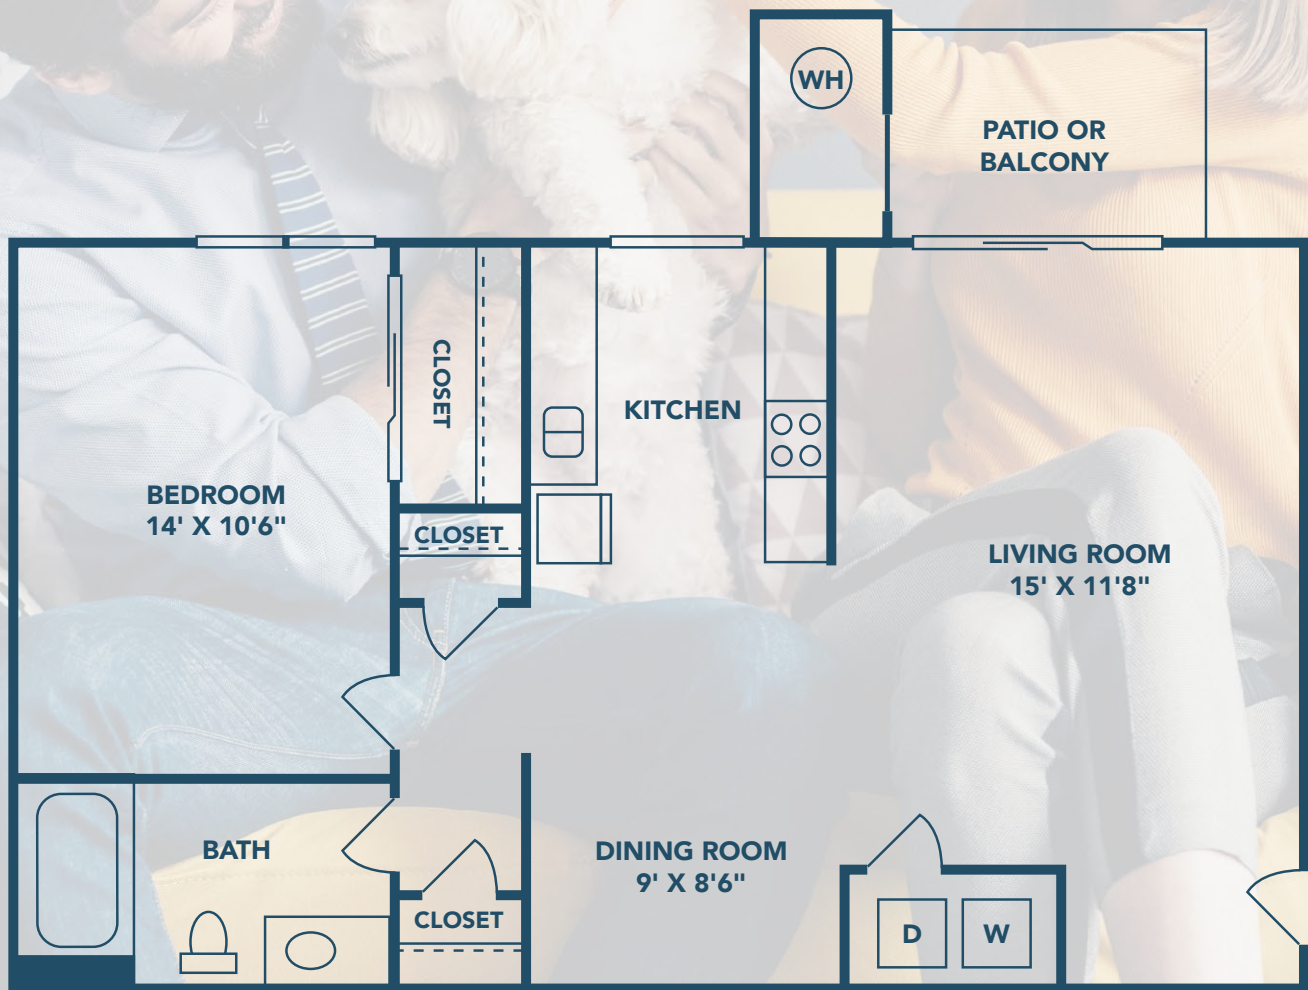 WH
PATIO OR
BALCONY
CLOSET
KITCHEN
BEDROOM
14' X 10'6"
CLOSET
LIVING ROOM
15' X 11'8"
BATH
DINING ROOM
9' X 8'6"
CLOSET
D
W